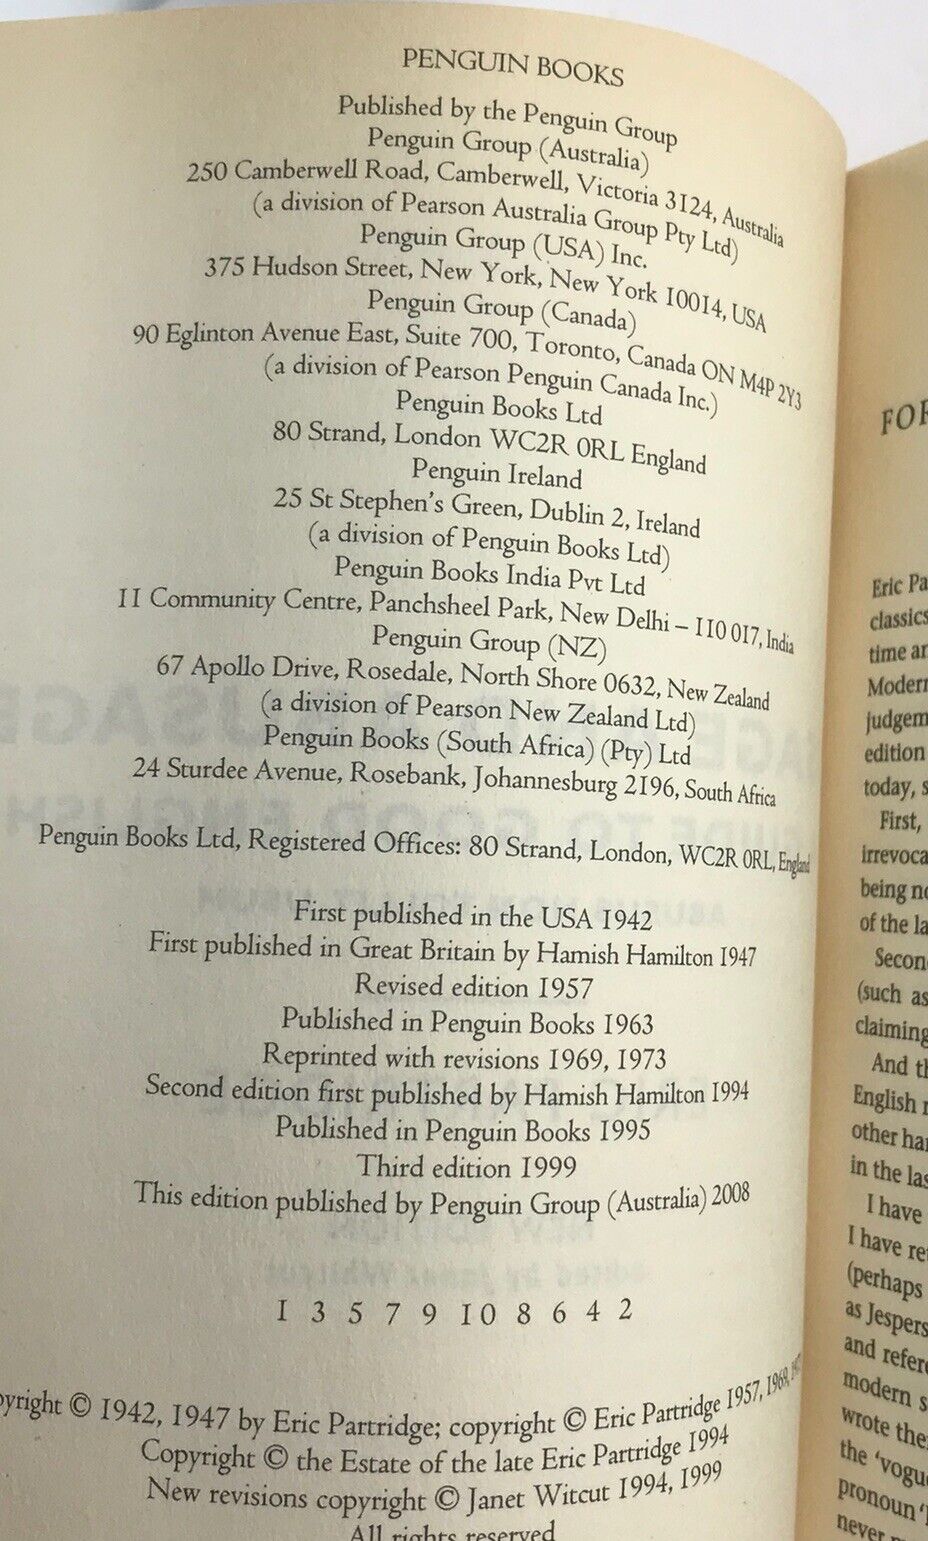 PENGUIN BOOKS
Published by the Penguin Group
Penguin Group (Australia)
250 Camberwell Road, Camberwell, Victoria 3124, Australia
(a division of Pearson Australia Group Pty Ltd)
Penguin Group (USA) Inc.
375 Hudson Street, New York, New York 10014, USA
Penguin Group (Canada)
90 Eglinton Avenue East, Suite 700, Toronto, Canada ON M4P 2Y3
(a division of Pearson Penguin Canada Inc.)
Penguin Books Ltd
80 Strand, London WC2R 0RL England
Penguin Ireland
25 St Stephen's Green, Dublin 2, Ireland
(a division of Penguin Books Ltd)
Penguin Books India Pvt Ltd
11 Community Centre, Panchsheel Park, New Delhi – 110 017, India
Penguin Group (NZ)
67 Apollo Drive, Rosedale, North Shore 0632, New Zealand
(a division of Pearson New Zealand Ltd)
Penguin Books (South Africa) (Pty) Ltd
24 Sturdee Avenue, Rosebank, Johannesburg 2196, South Africa
Penguin Books Ltd, Registered Offices: 80 Strand, London, WC2R 0RL, England
First published in the USA 1942
First published in Great Britain by Hamish Hamilton 1947
Revised edition 1957
Published in Penguin Books 1963
Reprinted with revisions 1969, 1973
Second edition first published by Hamish Hamilton 1994
Published in Penguin Books 1995
Third edition 1999
This edition published by Penguin Group (Australia) 2008
1 3 5 7 9 10 8 6 4 2
pyright © 1942, 1947 by Eric Partridge; copyright © Eric Partridge 1957, 1969,
Copyright © the Estate of the late Eric Partridge 1994
New revisions copyright © Janet Witcut 1994, 1999
All rights reserved
FOR
Eric Pa
classics
time an
Modern
judgem
edition
today, s
First,
irrevoca
being no
of the la
Secon
(such as
claiming
And th
English
other han
in the las
I have
I have re
(perhaps
as Jespers
and refere
modern s
wrote the
the 'vogu
pronoun
never